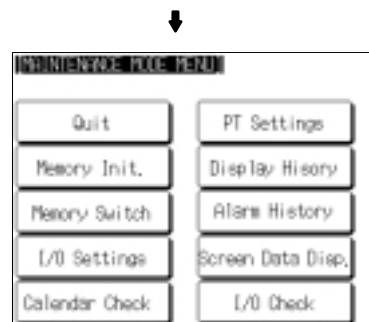 [MAINTENANCE MODE MENU]
Quit
PT Settings
Memory Init.
Display Hisory
Memory Switch
Alarm History
I/O Settings
Screen Data Disp.
Calendar Check
I/O Check